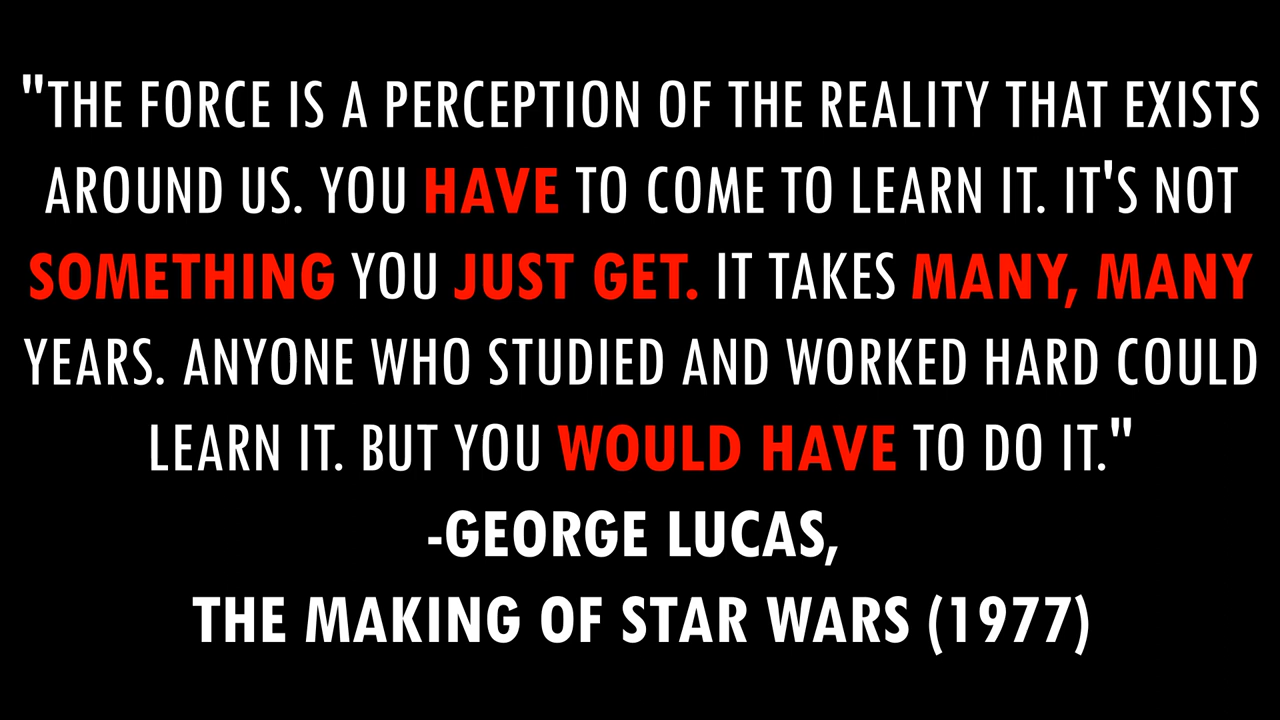 "THE FORCE IS A PERCEPTION OF THE REALITY THAT EXISTS
AROUND US. YOU HAVE TO COME TO LEARN IT. IT'S NOT
SOMETHING YOU JUST GET. IT TAKES MANY, MANY
YEARS. ANYONE WHO STUDIED AND WORKED HARD COULD
LEARN IT. BUT YOU WOULD HAVE TO DO IT."
-GEORGE LUCAS,
THE MAKING OF STAR WARS (1977)